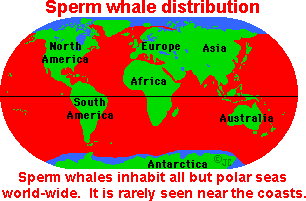 Sperm whale distribution
North
America
Europe
Asia
Africa
South
America
Australia
Antarctica
Sperm whales inhabit all but polar seas
world-wide. It is rarely seen near the coasts.